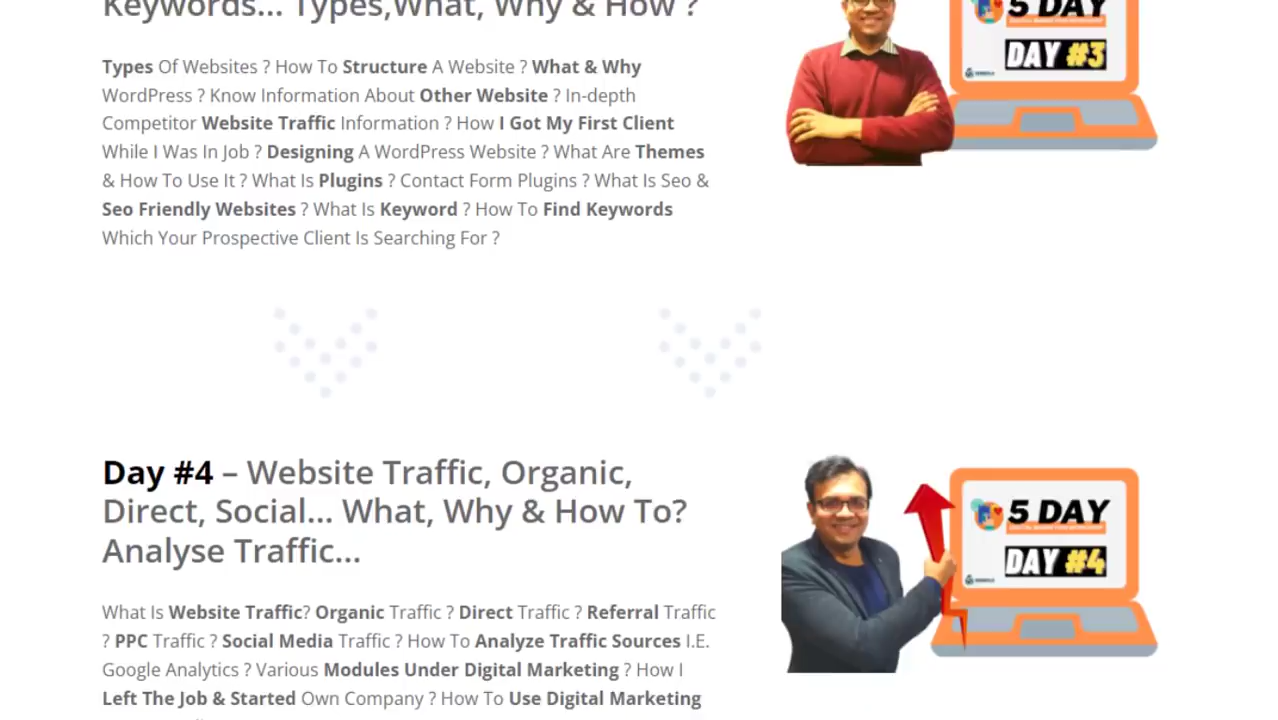 Keywords... Types,What, Why & How ?
Types Of Websites ? How To Structure A Website ? What & Why
WordPress ? Know Information About Other Website ? In-depth
Competitor Website Traffic Information ? How I Got My First Client
While I Was In Job ? Designing A WordPress Website ? What Are Themes
& How To Use It ? What Is Plugins ? Contact Form Plugins ? What Is Seo &
Seo Friendly Websites ? What Is Keyword ? How To Find Keywords
Which Your Prospective Client Is Searching For ?
5 DAY
DAY #3
Day #4 – Website Traffic, Organic,
Direct, Social... What, Why & How To?
Analyse Traffic...
What Is Website Traffic? Organic Traffic ? Direct Traffic ? Referral Traffic
? PPC Traffic ? Social Media Traffic ? How To Analyze Traffic Sources I.E.
Google Analytics ? Various Modules Under Digital Marketing ? How I
Left The Job & Started Own Company ? How To Use Digital Marketing
5 DAY
DAY #4